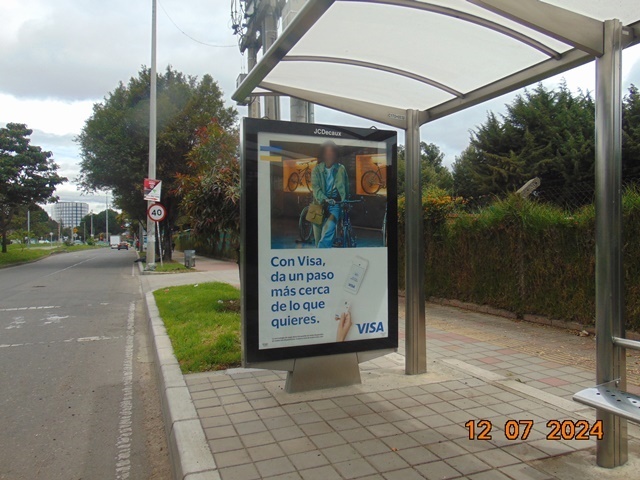 JCDecaux
40
Con Visa,
da un paso
más cerca
de lo que
quieres.
VISA
12 07 2024